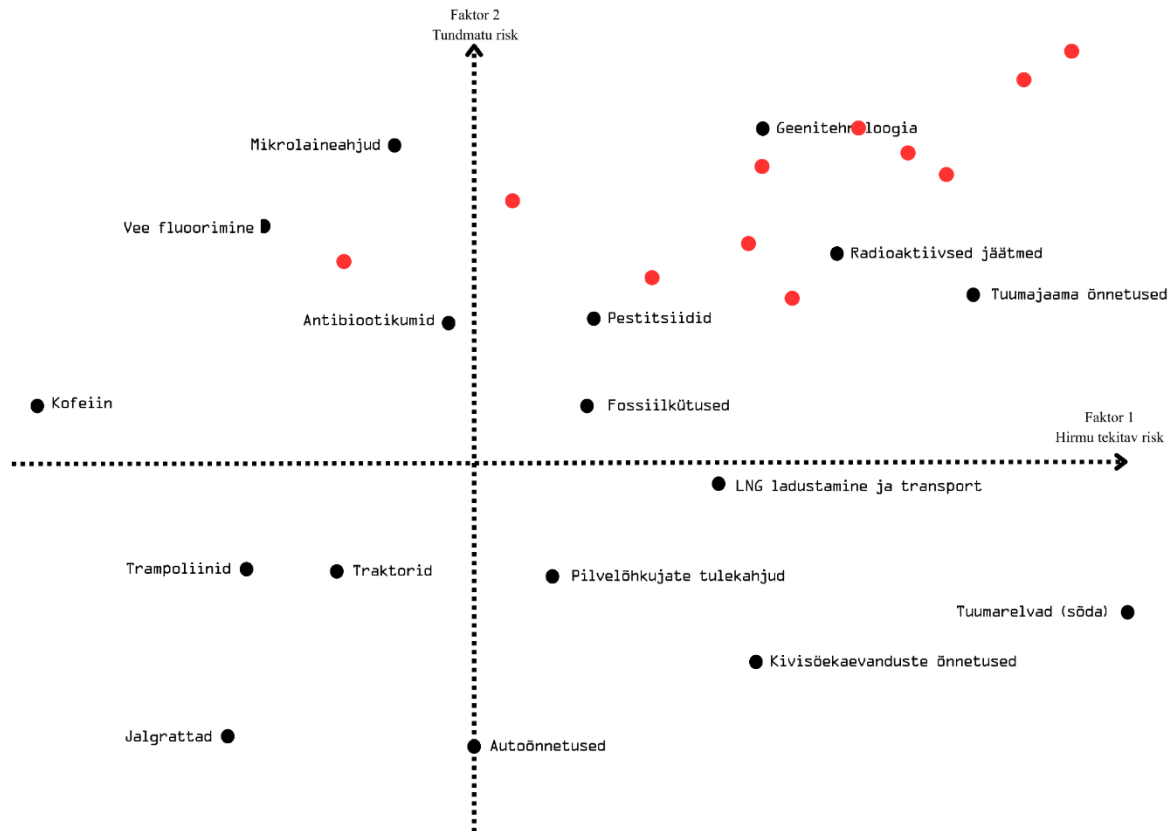 Faktor 2
Tundmatu risk
Geenitehnoloogia
Mikrolaineahjud
Vee fluoorimine
Radioaktiivsed jäätmed
Tuumajaama õnnetused
Antibiootikumid
Pestitsiidid
Kofeiin
Fossiilkütused
Faktor 1
Hirmu tekitav risk
LNG ladustamine ja transport
Trampoliinid
Traktorid
Pilvelõhkujate tulekahjud
Tuumarelvad (sõda)
Kivisöekaevanduste õnnetused
Jalgrattad
Autoõnnetused